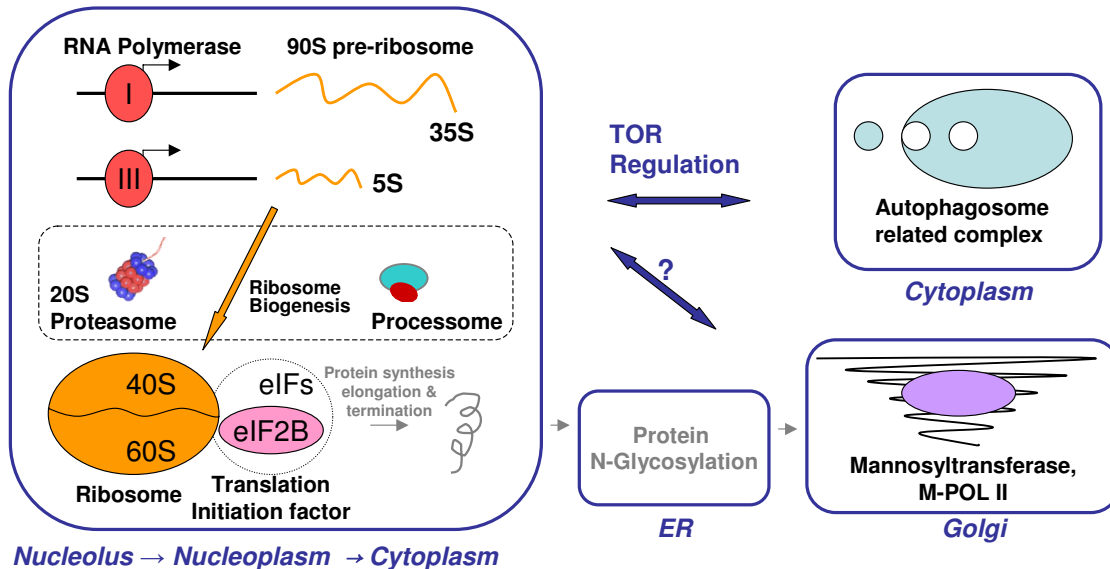 RNA Polymerase
90S pre-ribosome
I
35S
III
5S
20S
Proteasome
Ribosome
Biogenesis
Processome
40S
60S
Ribosome
eIFs
eIF2B
Translation
Initiation factor
Protein synthesis
elongation &
termination
Nucleolus → Nucleoplasm → Cytoplasm
TOR
Regulation
?
Autophagosome
related complex
Cytoplasm
Protein
N-Glycosylation
ER
Mannosyltransferase,
M-POL II
Golgi